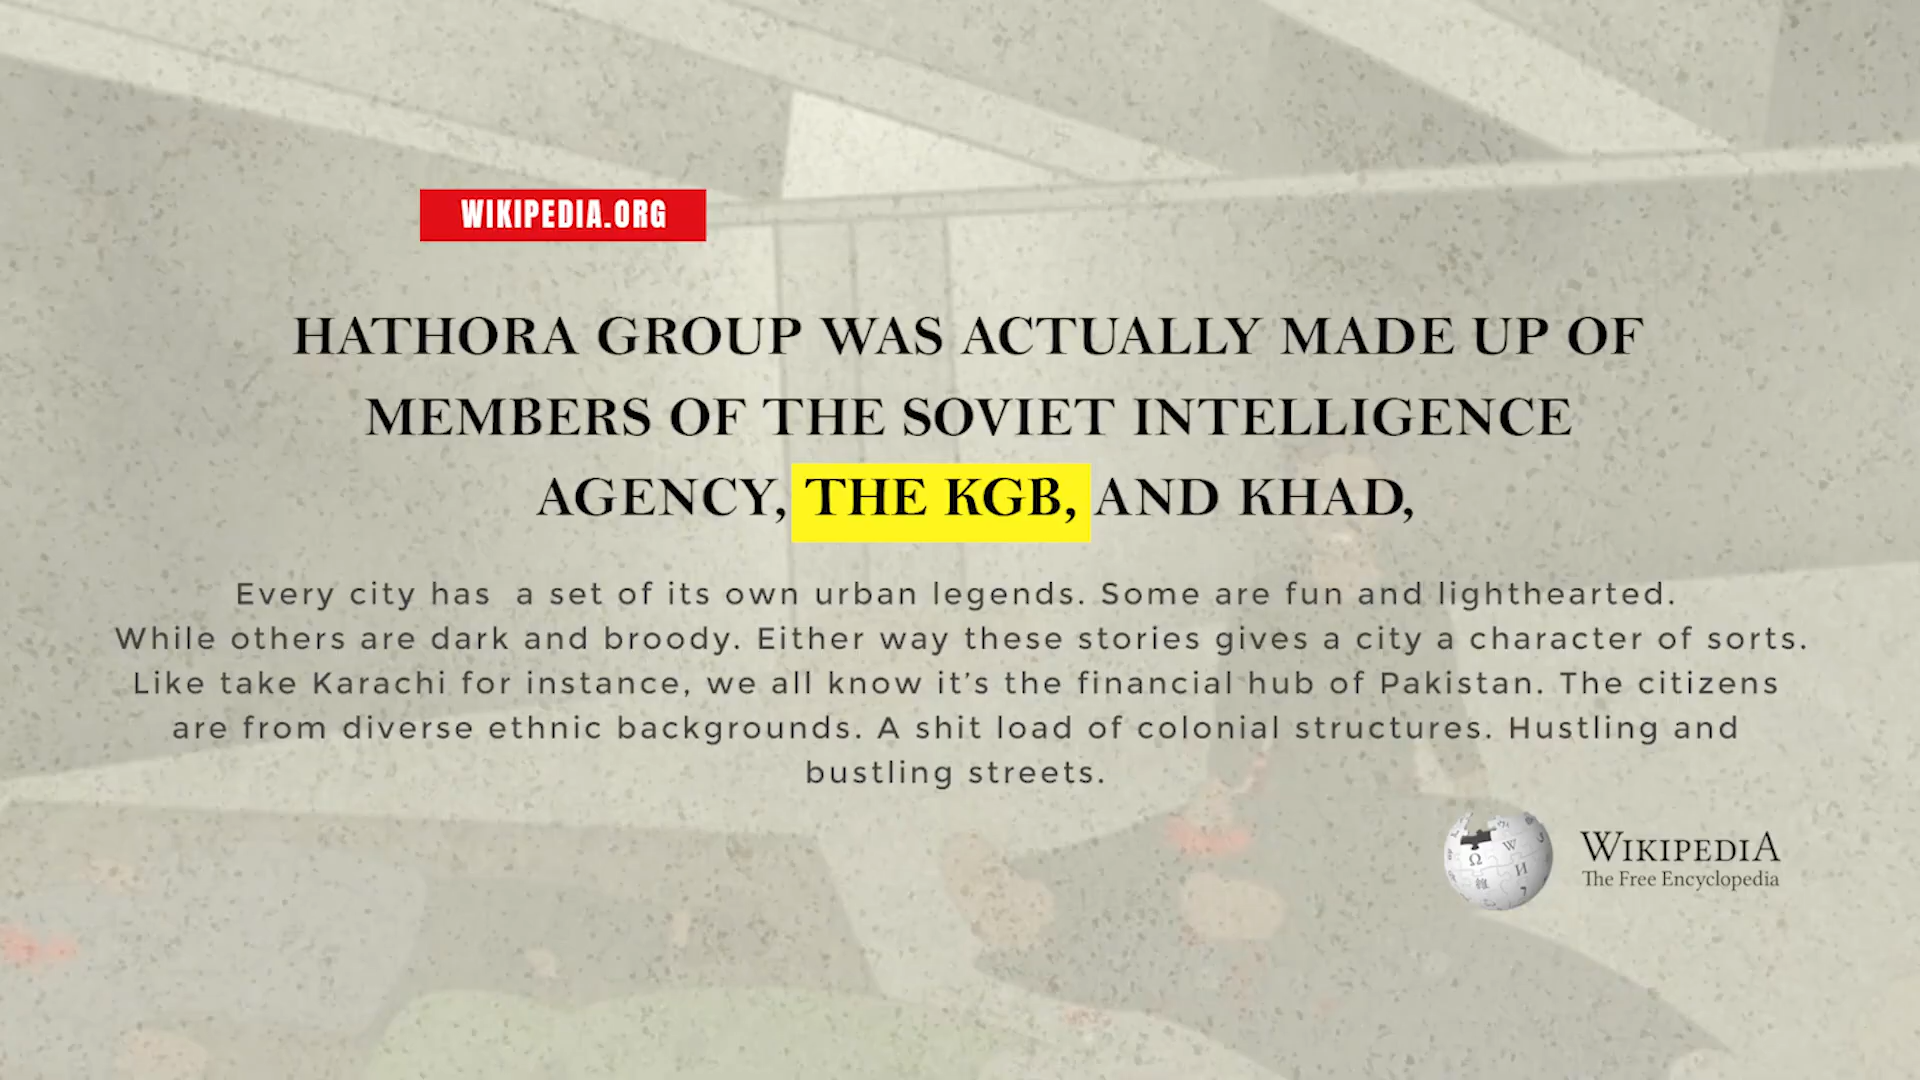 WIKIPEDIA.ORG
HATHORA GROUP WAS ACTUALLY MADE UP OF
MEMBERS OF THE SOVIET INTELLIGENCE
AGENCY, THE KGB, AND KHAD,
Every city has a set of its own urban legends. Some are fun and lighthearted.
While others are dark and broody. Either way these stories gives a city a character of sorts.
Like take Karachi for instance, we all know it's the financial hub of Pakistan. The citizens
are from diverse ethnic backgrounds. A shit load of colonial structures. Hustling and
bustling streets.
WIKIPEDIA
The Free Encyclopedia